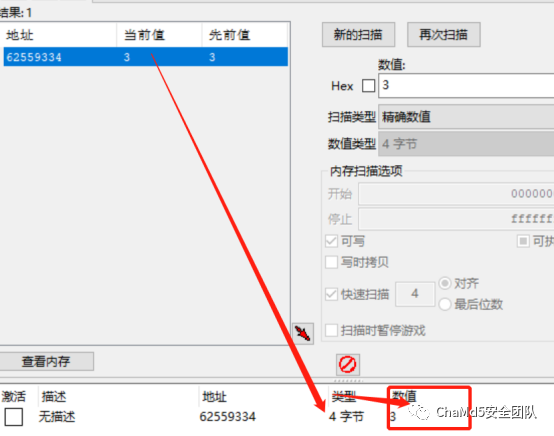 结果: 1
地址 当前值 先前值
62559334 3 3
新的扫描 再次扫描
数值:
Hex 3
扫描类型 精确数值
数值类型 4 字节
内存扫描选项
开始 000000
停止 ffffff
可写 可执
写时拷贝
快速扫描 4 对齐
最后位数
扫描时暂停游戏
查看内存
激活 描述 地址 类型 数值
无描述 62559334 4 字节 3
ChaMd5安全团队